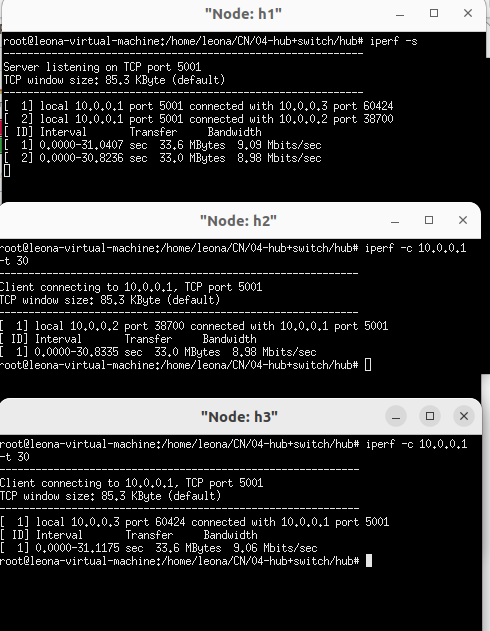 "Node: h1"
root@leona-virtual-machine:/home/leona/CN/04-hub+switch/hub# iperf -s
------------------------------------------------------------
Server listening on TCP port 5001
TCP window size: 85.3 KByte (default)
------------------------------------------------------------
[  1] local 10.0.0.1 port 5001 connected with 10.0.0.3 port 60424
[  2] local 10.0.0.1 port 5001 connected with 10.0.0.2 port 38700
[ ID] Interval       Transfer     Bandwidth
[  1] 0.0000-31.0407 sec  33.6 MBytes  9.09 Mbits/sec
[  2] 0.0000-30.8236 sec  33.0 MBytes  8.98 Mbits/sec
"Node: h2"
root@leona-virtual-machine:/home/leona/CN/04-hub+switch/hub# iperf -c 10.0.0.1
-t 30
------------------------------------------------------------
Client connecting to 10.0.0.1, TCP port 5001
TCP window size: 85.3 KByte (default)
------------------------------------------------------------
[  1] local 10.0.0.2 port 38700 connected with 10.0.0.1 port 5001
[ ID] Interval       Transfer     Bandwidth
[  1] 0.0000-30.8335 sec  33.0 MBytes  8.98 Mbits/sec
root@leona-virtual-machine:/home/leona/CN/04-hub+switch/hub#
"Node: h3"
root@leona-virtual-machine:/home/leona/CN/04-hub+switch/hub# iperf -c 10.0.0.1
-t 30
------------------------------------------------------------
Client connecting to 10.0.0.1, TCP port 5001
TCP window size: 85.3 KByte (default)
------------------------------------------------------------
[  1] local 10.0.0.3 port 60424 connected with 10.0.0.1 port 5001
[ ID] Interval       Transfer     Bandwidth
[  1] 0.0000-31.1175 sec  33.6 MBytes  9.06 Mbits/sec
root@leona-virtual-machine:/home/leona/CN/04-hub+switch/hub#